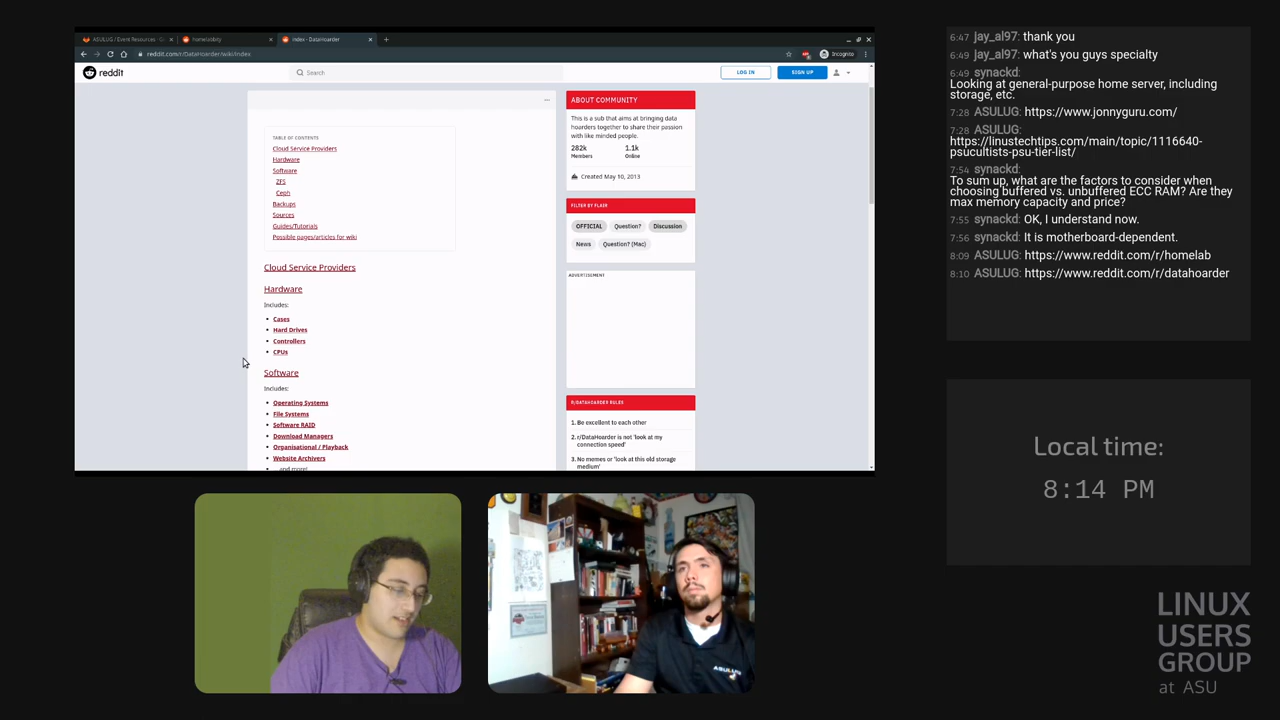 ASULUG / Event Resources · G
Index - DataHoarder
reddit.com/r/DataHoarder/wiki/index
Incognito
reddit
Search
LOG IN
SIGN UP
TABLE OF CONTENTS
Cloud Service Providers
Hardware
Software
ZFS
Ceph
Backups
Sources
Guides/Tutorials
Possible pages/articles for wiki
Cloud Service Providers
Hardware
Includes:
Cases
Hard Drives
Controllers
CPUs
Software
Includes:
Operating Systems
File Systems
Software RAID
Download Managers
Organisational / Playback
Website Archivers
ABOUT COMMUNITY
This is a sub that aims at bringing data
hoarders together to share their passion
with like minded people.
282k 1.1k
Members Online
Created May 10, 2013
FILTER BY FLAIR
OFFICIAL Question? Discussion
News Question? (Mac)
ADVERTISEMENT
R/DATAHOARDER RULES
1. Be excellent to each other
2. r/DataHoarder is not 'look at my
connection speed'
3. No memes or 'look at this old storage
medium'
6:47 jay_al97: thank you
6:49 jay_al97: what's you guys specialty
6:49 synackd:
Looking at general-purpose home server, including
storage, etc
7:28 ASULUG: https://www.jonnyguru.com/
7:28 ASULUG:
https://linustechtips.com/main/topic/1116640-
psucultists-psu-tier-list/
7:54 synackd:
To sum up, what are the factors to consider when
choosing buffered vs. unbuffered ECC RAM? Are they
max memory capacity and price?
7:55 synackd: OK, I understand now.
7:56 synackd: It is motherboard-dependent.
8:09 ASULUG: https://www.reddit.com/r/homelab
8:10 ASULUG: https://www.reddit.com/r/datahoarder
Local time:
8:14 PM
ASULUG
LINUX
USERS
GROUP
at ASU